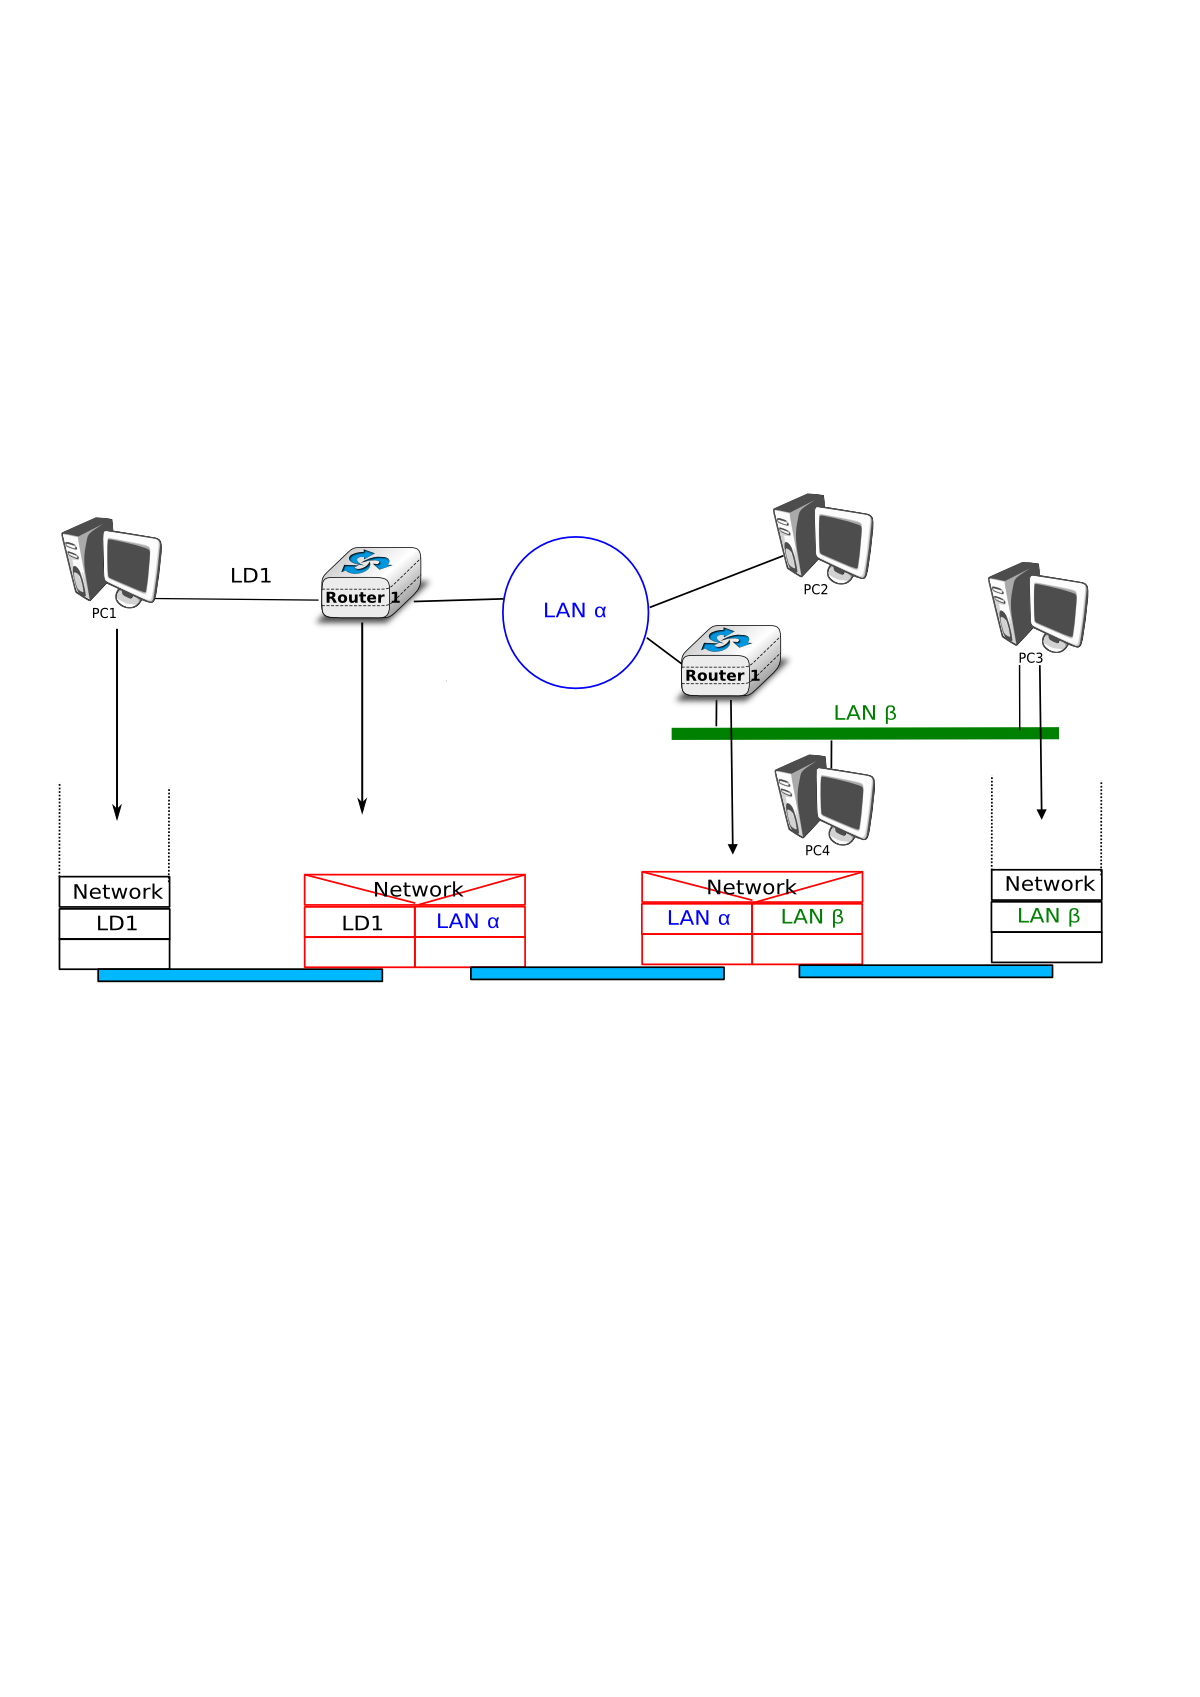 PC2
LD1
LAN α
Router 1
PC1
PC3
Router 1
LAN β
PC4
Network
Network
Network
Network
LD1
LD1
LAN α
LAN α
LAN β
LAN β